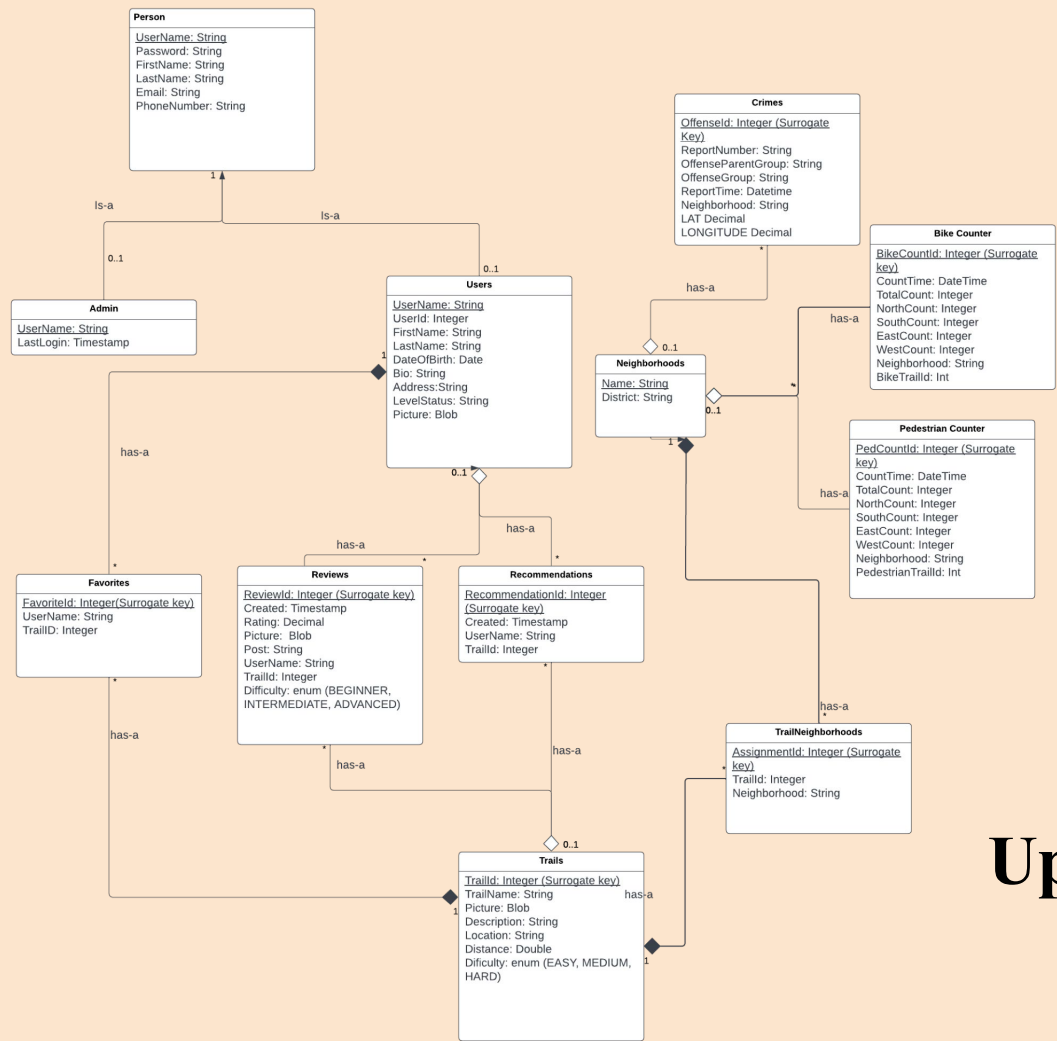 Person
UserName: String
Password: String
FirstName: String
LastName: String
Email: String
PhoneNumber: String
1
Is-a
Is-a
0..1
0..1
Admin
UserName: String
LastLogin: Timestamp
Users
UserName: String
UserId: Integer
FirstName: String
LastName: String
DateOfBirth: Date
Bio: String
Address:String
LevelStatus: String
Picture: Blob
1
0..1
has-a
has-a
has-a
*
*
*
Crimes
OffenseId: Integer (Surrogate
Key)
ReportNumber: String
OffenseParentGroup: String
OffenseGroup: String
ReportTime: Datetime
Neighborhood: String
LAT Decimal
LONGITUDE Decimal
*
has-a
0..1
Neighborhoods
Name: String
District: String
0..1
1
has-a
*
*
has-a
Bike Counter
BikeCountId: Integer (Surrogate
key)
CountTime: DateTime
TotalCount: Integer
NorthCount: Integer
SouthCount: Integer
EastCount: Integer
WestCount: Integer
Neighborhood: String
BikeTrailId: Int
Pedestrian Counter
PedCountId: Integer (Surrogate
key)
CountTime: DateTime
TotalCount: Integer
NorthCount: Integer
SouthCount: Integer
EastCount: Integer
WestCount: Integer
Neighborhood: String
PedestrianTrailId: Int
Favorites
FavoriteId: Integer(Surrogate key)
UserName: String
TrailID: Integer
*
has-a
Reviews
ReviewId: Integer (Surrogate key)
Created: Timestamp
Rating: Decimal
Picture: Blob
Post: String
UserName: String
TrailId: Integer
Difficulty: enum (BEGINNER,
INTERMEDIATE, ADVANCED)
*
has-a
Recommendations
RecommendationId: Integer
(Surrogate key)
Created: Timestamp
UserName: String
TrailId: Integer
*
has-a
0..1
has-a
*
TrailNeighborhoods
AssignmentId: Integer (Surrogate
key)
TrailId: Integer
Neighborhood: String
*
Trails
TrailId: Integer (Surrogate key)
TrailName: String
Picture: Blob
Description: String
Location: String
Distance: Double
Dificulty: enum (EASY, MEDIUM,
HARD)
has-a
1
1
Up